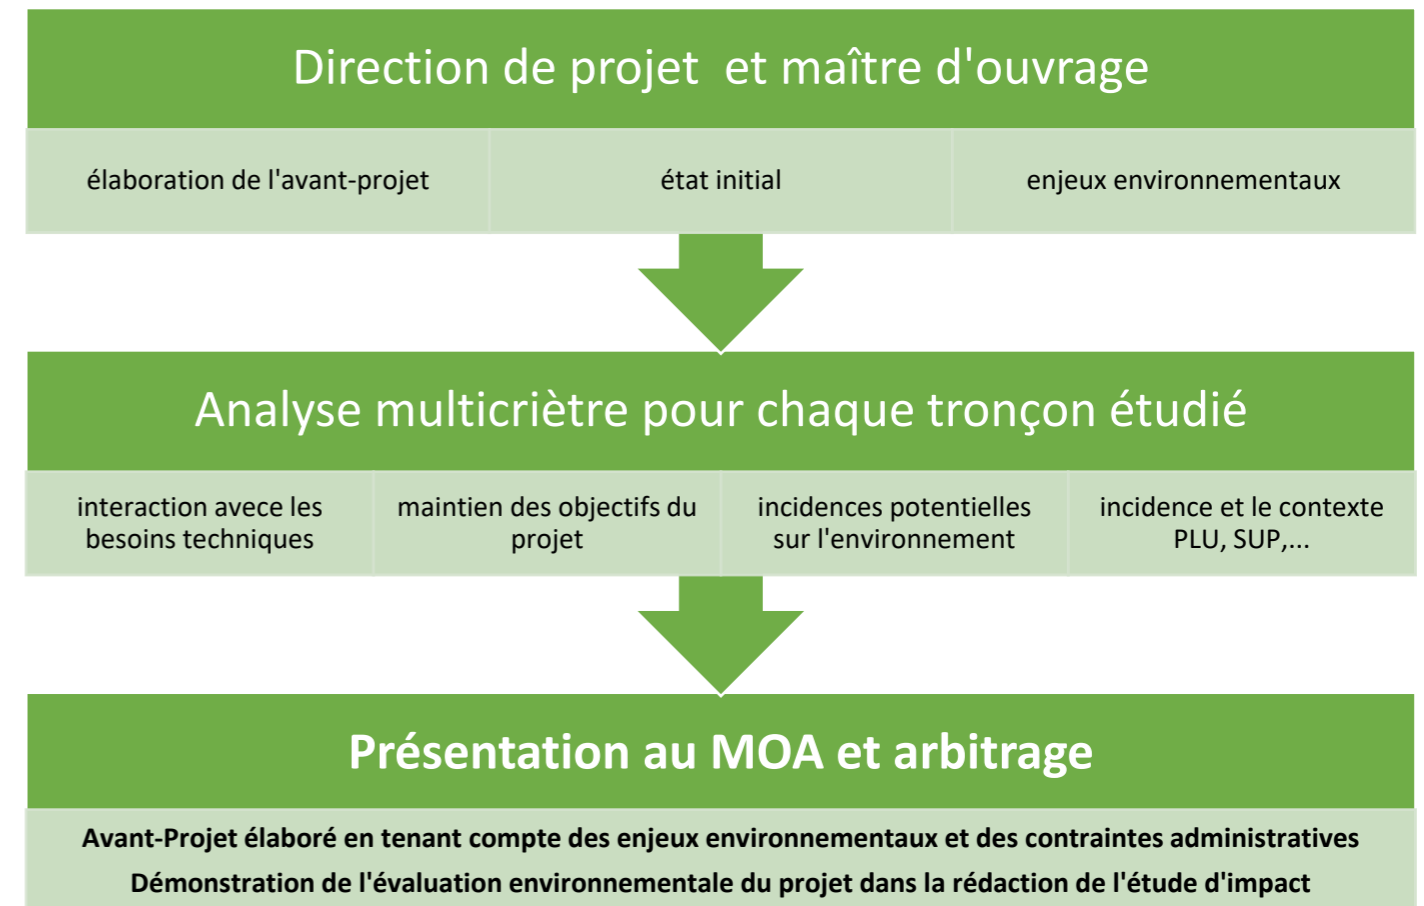 Direction de projet et maître d'ouvrage
élaboration de l'avant-projet
état initial
enjeux environnementaux
Analyse multicriètre pour chaque tronçon étudié
interaction avece les
besoins techniques
maintien des objectifs du
projet
incidences potentielles
sur l'environnement
incidence et le contexte
PLU, SUP,...
Présentation au MOA et arbitrage
Avant-Projet élaboré en tenant compte des enjeux environnementaux et des contraintes administratives
Démonstration de l'évaluation environnementale du projet dans la rédaction de l'étude d'impact